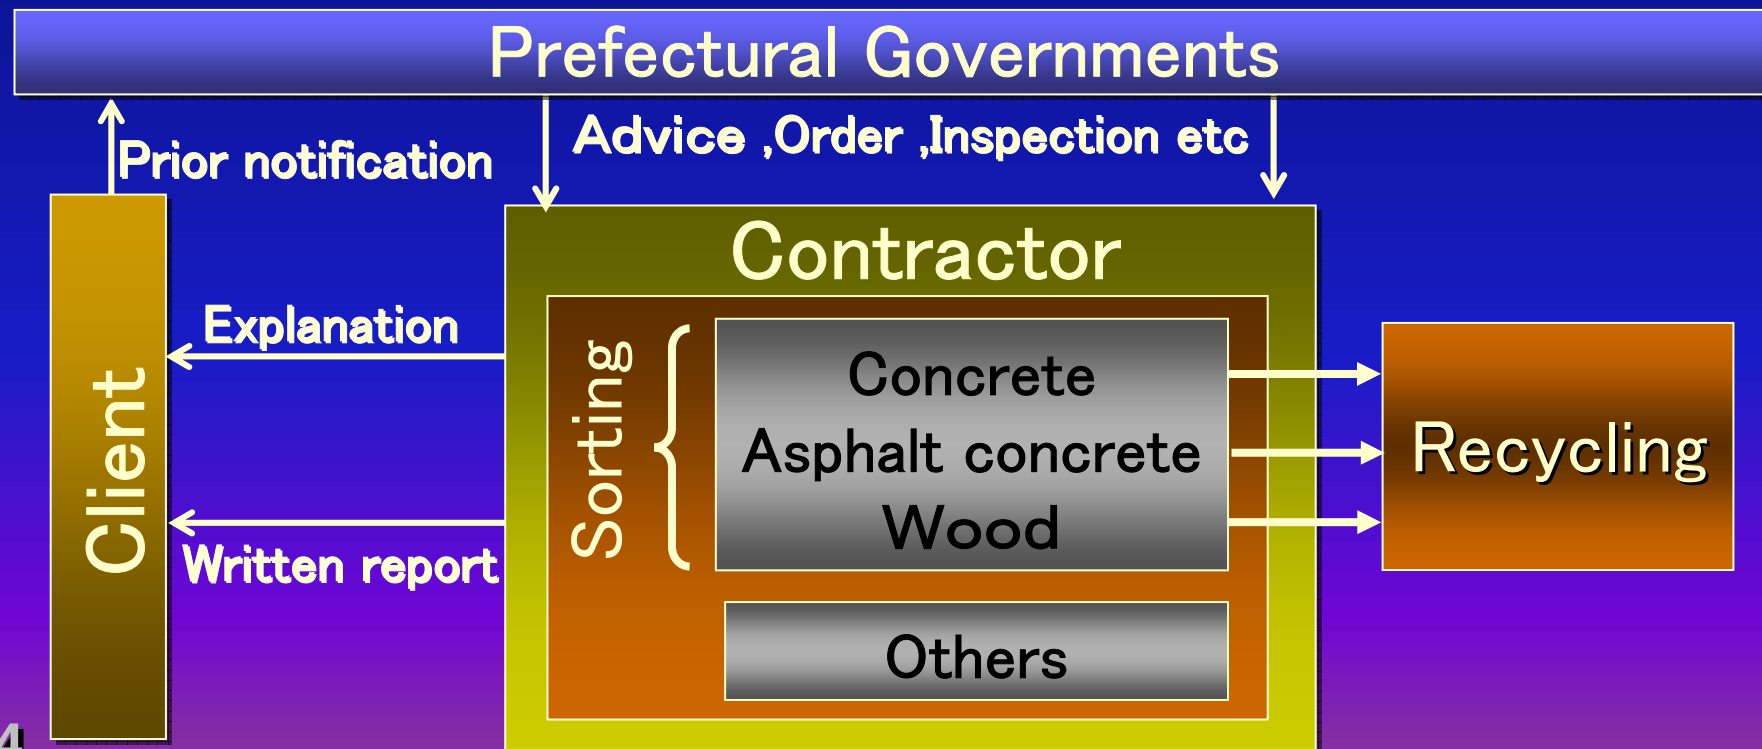 Prefectural Governments
Prior notification
Advice ,Order ,Inspection etc
Contractor
Explanation
Client
Written report
Sorting
Concrete
Asphalt concrete
Wood
Others
Recycling
4